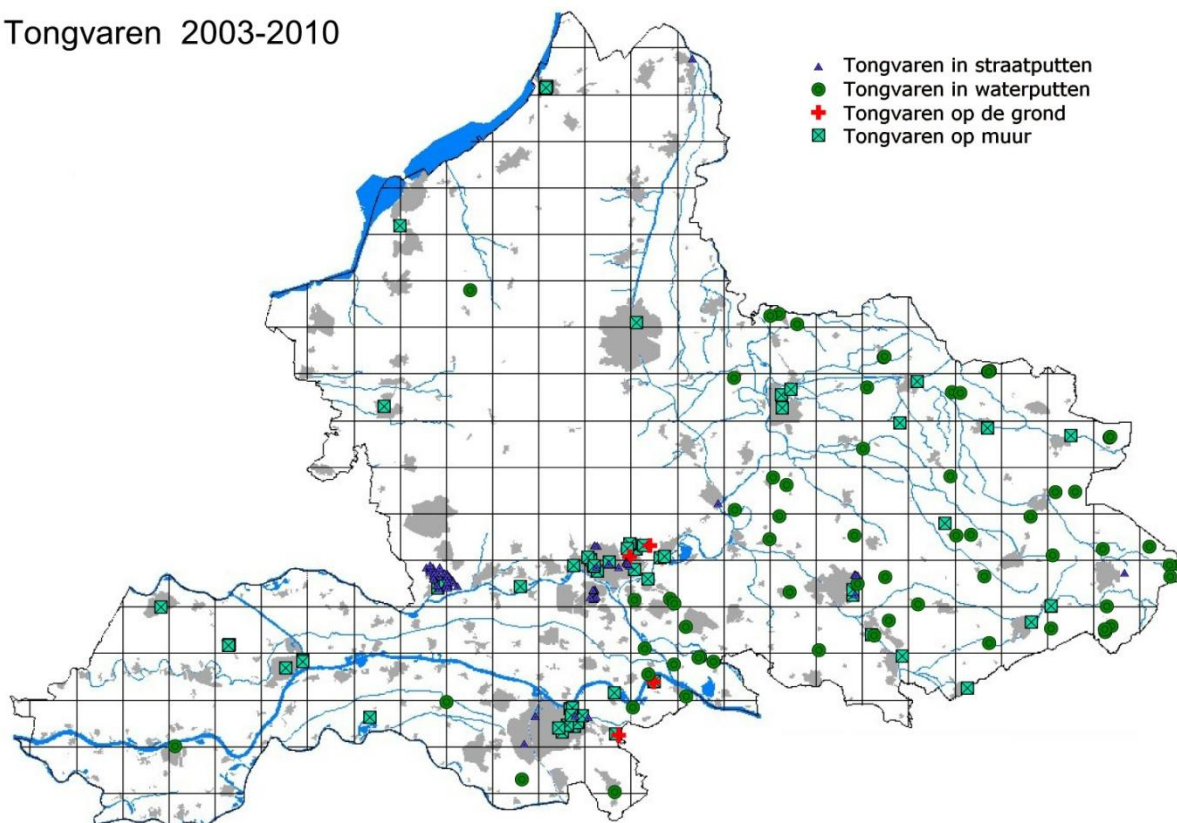 Tongvaren 2003-2010
Tongvaren in straatputten
Tongvaren in waterputten
Tongvaren op de grond
Tongvaren op muur